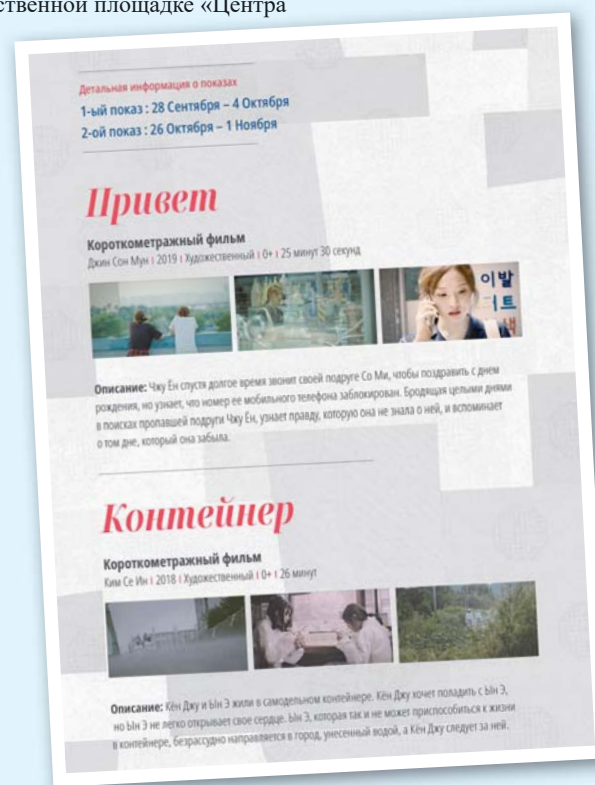 ственной площадке «Центра
Детальная информация о показах
1-ый показ : 28 Сентября – 4 Октября
2-ой показ : 26 Октября – 1 Ноября
Привет
Короткометражный фильм
Джин Сон Мун I 2019 I Художественный I 0+ I 25 минут 30 секунд
이발
트
색
Описание: Чжу Ён спустя долгое время звонит своей подруге Со Ми, чтобы поздравить с днем
рождения, но узнает, что номер ее мобильного телефона заблокирован. Бродящая целыми днями
в поисках пропавшей подруги Чжу Ён, узнает правду, которую она не знала о ней, и вспоминает
о том дне, который она забыла.
Контейнер
Короткометражный фильм
Ким Се Ин I 2018 I Художественный I 0+ I 26 минут
Описание: Кён Джу и Ын Э жили в самодельном контейнере. Кён Джу хочет поладить с Ын Э,
но Ын Э не легко открывает свое сердце. Ын Э, которая так и не может приспособиться к жизни
в контейнере, безрассудно направляется в город, унесенный водой, а Кён Джу следует за ней.